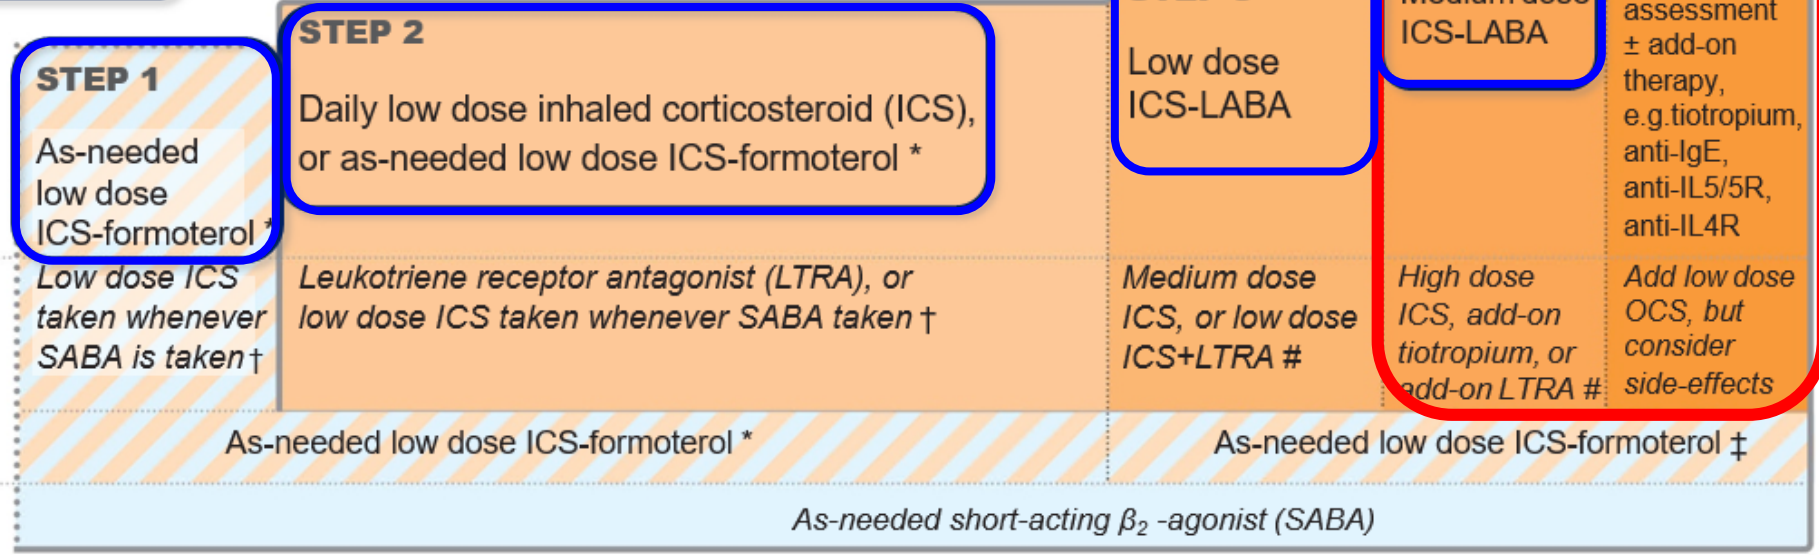 STEP 1
As-needed
low dose
ICS-formoterol *
STEP 2
Daily low dose inhaled corticosteroid (ICS),
or as-needed low dose ICS-formoterol *
Low dose
ICS-LABA
Medium dose
ICS-LABA
assessment
± add-on
therapy,
e.g.tiotropium,
anti-IgE,
anti-IL5/5R,
anti-IL4R
Low dose ICS
taken whenever
SABA is taken†
Leukotriene receptor antagonist (LTRA), or
low dose ICS taken whenever SABA taken †
Medium dose
ICS, or low dose
ICS+LTRA #
High dose
ICS, add-on
tiotropium, or
add-on LTRA #
Add low dose
OCS, but
consider
side-effects
As-needed low dose ICS-formoterol *
As-needed low dose ICS-formoterol ‡
As-needed short-acting β₂ -agonist (SABA)